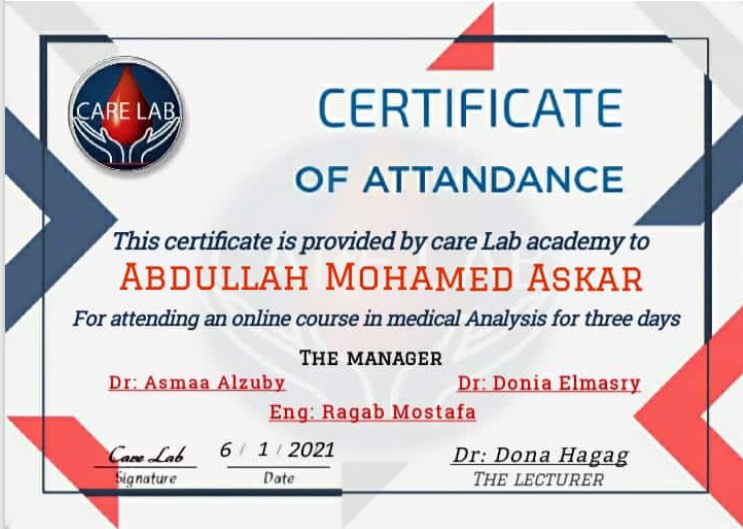 CARE LAB
CERTIFICATE
OF ATTANDANCE
This certificate is provided by care Lab academy to
ABDULLAH MOHAMED ASKAR
For attending an online course in medical Analysis for three days
THE MANAGER
Dr: Asmaa Alzuby Dr: Donia Elmasry
Eng: Ragab Mostafa
Care Lab 6 / 1 / 2021 Dr: Dona Hagag
Signature Date THE LECTURER